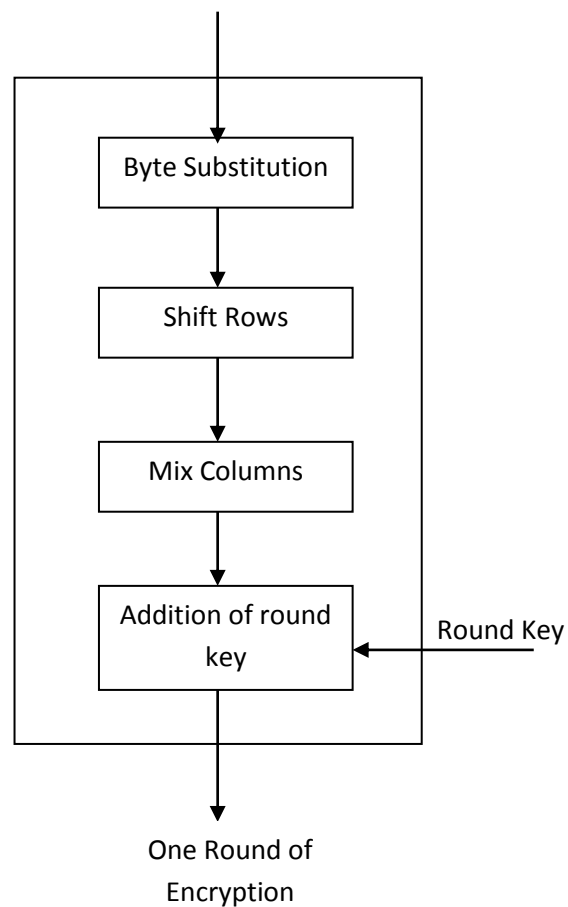 Byte Substitution
Shift Rows
Mix Columns
Addition of round
key
Round Key
One Round of
Encryption